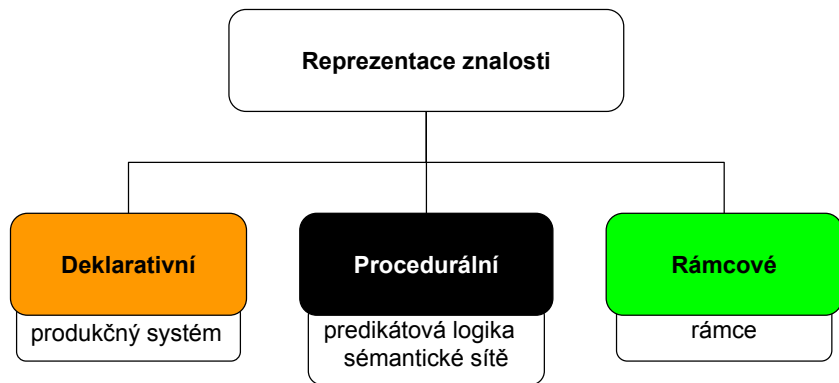 Reprezentace znalosti
Deklarativní
Procedurální
Rámcové
produkčný systém
predikátová logika
sémantické sítě
rámce